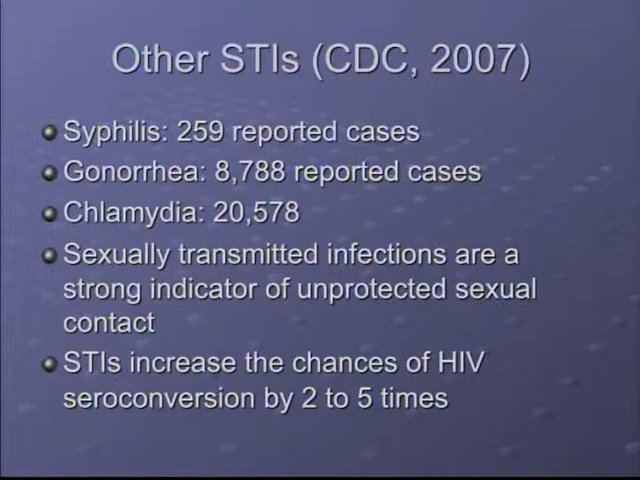 Other STIs (CDC, 2007)
Syphilis: 259 reported cases
Gonorrhea: 8,788 reported cases
Chlamydia: 20,578
Sexually transmitted infections are a
strong indicator of unprotected sexual
contact
STIs increase the chances of HIV
seroconversion by 2 to 5 times